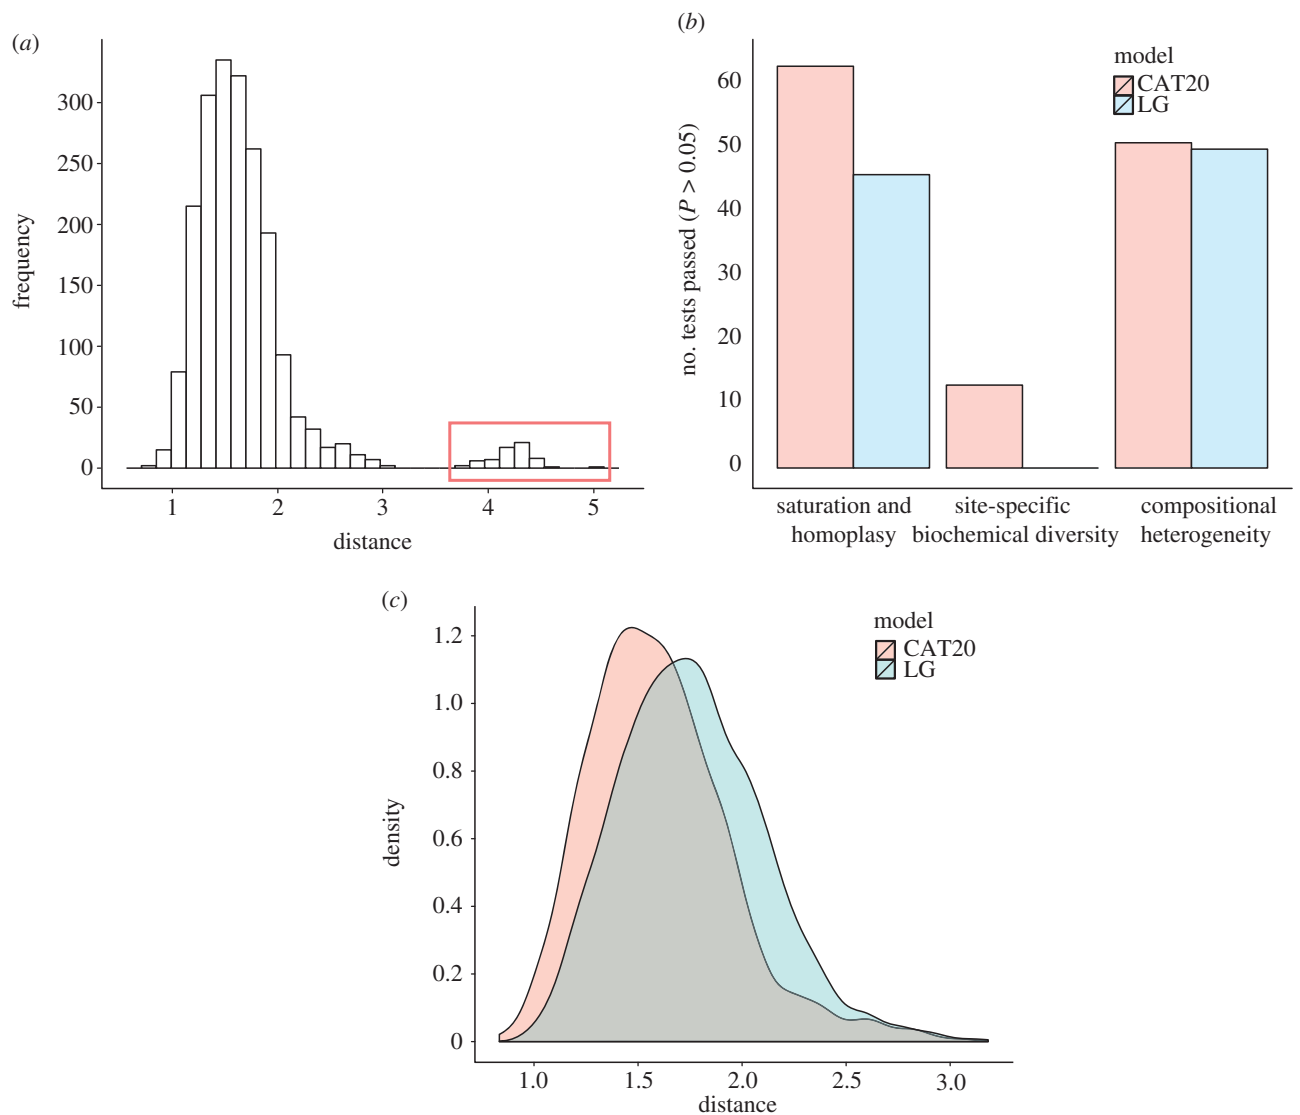 (a)
frequency
300
250
200
150
100
50
0
1 2 3 4 5
distance
(b)
no. tests passed (P > 0.05)
60
50
40
30
20
10
0
model
CAT20
LG
saturation and
homoplasy
site-specific
biochemical diversity
compositional
heterogeneity
(c)
density
1.2
1.0
0.8
0.6
0.4
0.2
0
model
CAT20
LG
1.0 1.5 2.0 2.5 3.0
distance